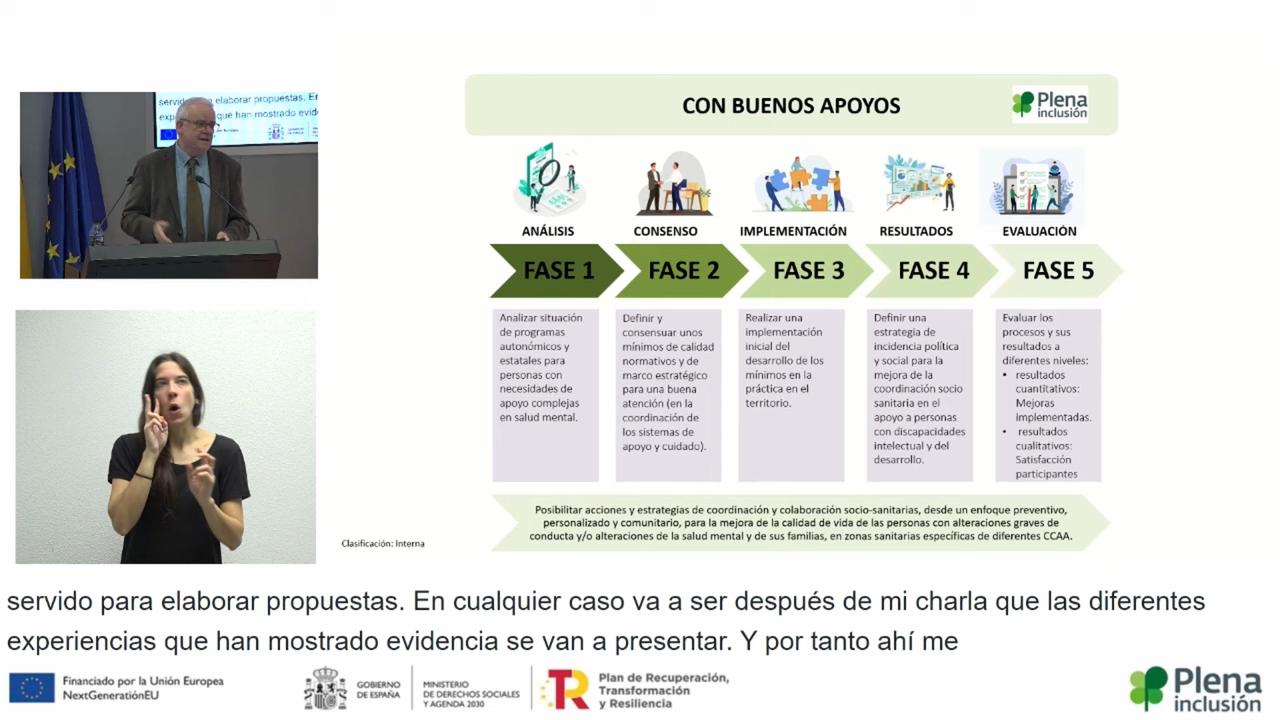 servido para elaborar propuestas. En
experiencias que han mostrado evid
CON BUENOS APOYOS
Plena
inclusión
ANÁLISIS
CONSENSO
IMPLEMENTACIÓN
RESULTADOS
EVALUACIÓN
FASE 1
FASE 2
FASE 3
FASE 4
FASE 5
Analizar situación
de programas
autonómicos y
estatales para
personas con
necesidades de
apoyo complejas
en salud mental.
Definir y
consensuar unos
mínimos de calidad
normativos y de
marco estratégico
para una buena
atención (en la
coordinación de
los sistemas de
apoyo y cuidado).
Realizar una
implementación
inicial del
desarrollo de los
mínimos en la
práctica en el
territorio.
Definir una
estrategia de
incidencia política
y social para la
mejora de la
coordinación socio
sanitaria en el
apoyo a personas
con discapacidades
intelectual y del
desarrollo.
Evaluar los
procesos y sus
resultados a
diferentes niveles:
• resultados
cuantitativos:
Mejoras
implementadas.
• resultados
cualitativos:
Satisfacción
participantes
Posibilitar acciones y estrategias de coordinación y colaboración socio-sanitarias, desde un enfoque preventivo,
personalizado y comunitario, para la mejora de la calidad de vida de las personas con alteraciones graves de
conducta y/o alteraciones de la salud mental y de sus familias, en zonas sanitarias específicas de diferentes CCAA.
Clasificación: Interna
servido para elaborar propuestas. En cualquier caso va a ser después de mi charla que las diferentes
experiencias que han mostrado evidencia se van a presentar. Y por tanto ahí me
Financiado por la Unión Europea
NextGenerationEU
GOBIERNO
DE ESPAÑA
MINISTERIO
DE DERECHOS SOCIALES
Y AGENDA 2030
Plan de Recuperación,
Transformación
y Resiliencia
Plena
inclusión